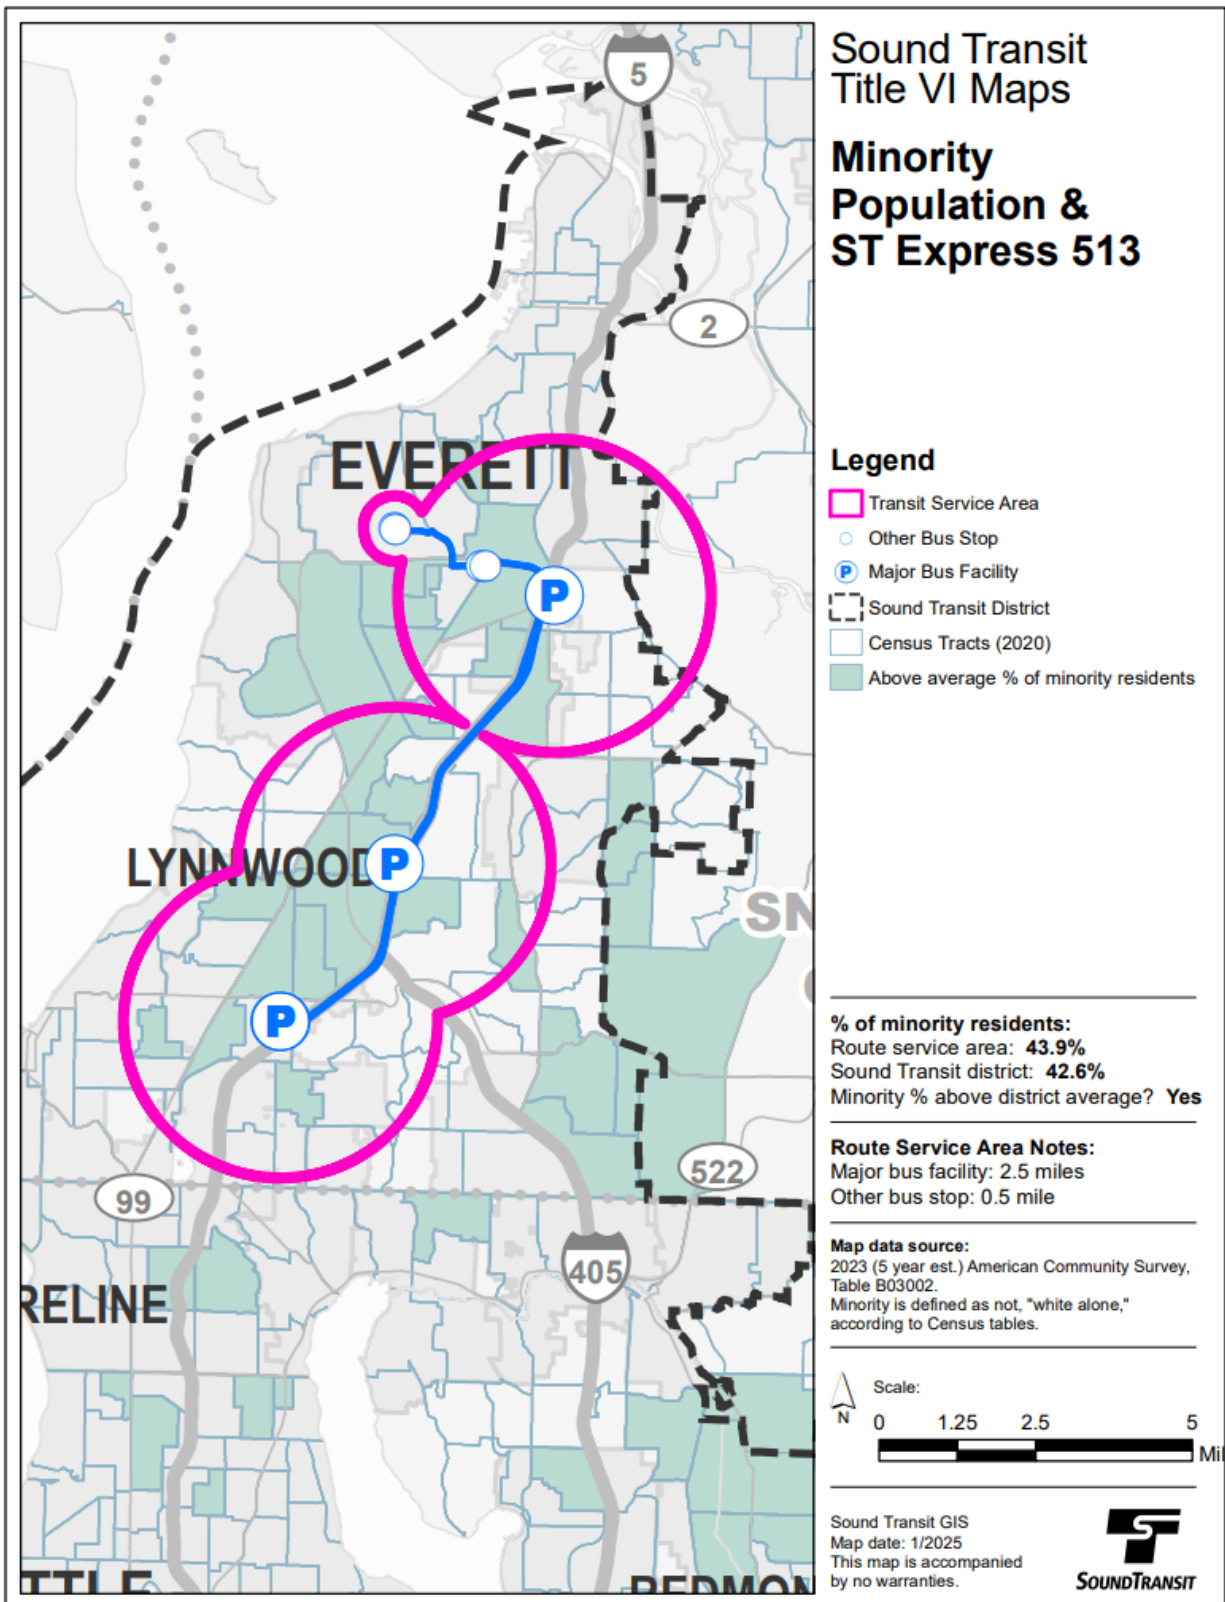 Sound Transit
Title VI Maps
Minority
Population &
ST Express 513
Legend
Transit Service Area
Other Bus Stop
P Major Bus Facility
Sound Transit District
Census Tracts (2020)
Above average % of minority residents
% of minority residents:
Route service area: 43.9%
Sound Transit district: 42.6%
Minority % above district average? Yes
Route Service Area Notes:
Major bus facility: 2.5 miles
Other bus stop: 0.5 mile
Map data source:
2023 (5 year est.) American Community Survey,
Table B03002.
Minority is defined as not, "white alone,"
according to Census tables.
Scale:
N
0 1.25 2.5 5
Mil
Sound Transit GIS
Map date: 1/2025
This map is accompanied
by no warranties.
SOUNDTRANSIT
5
2
EVERETT
P
LYNNWOOD
P
SN
P
522
99
405
RELINE
TTLE
REDMON